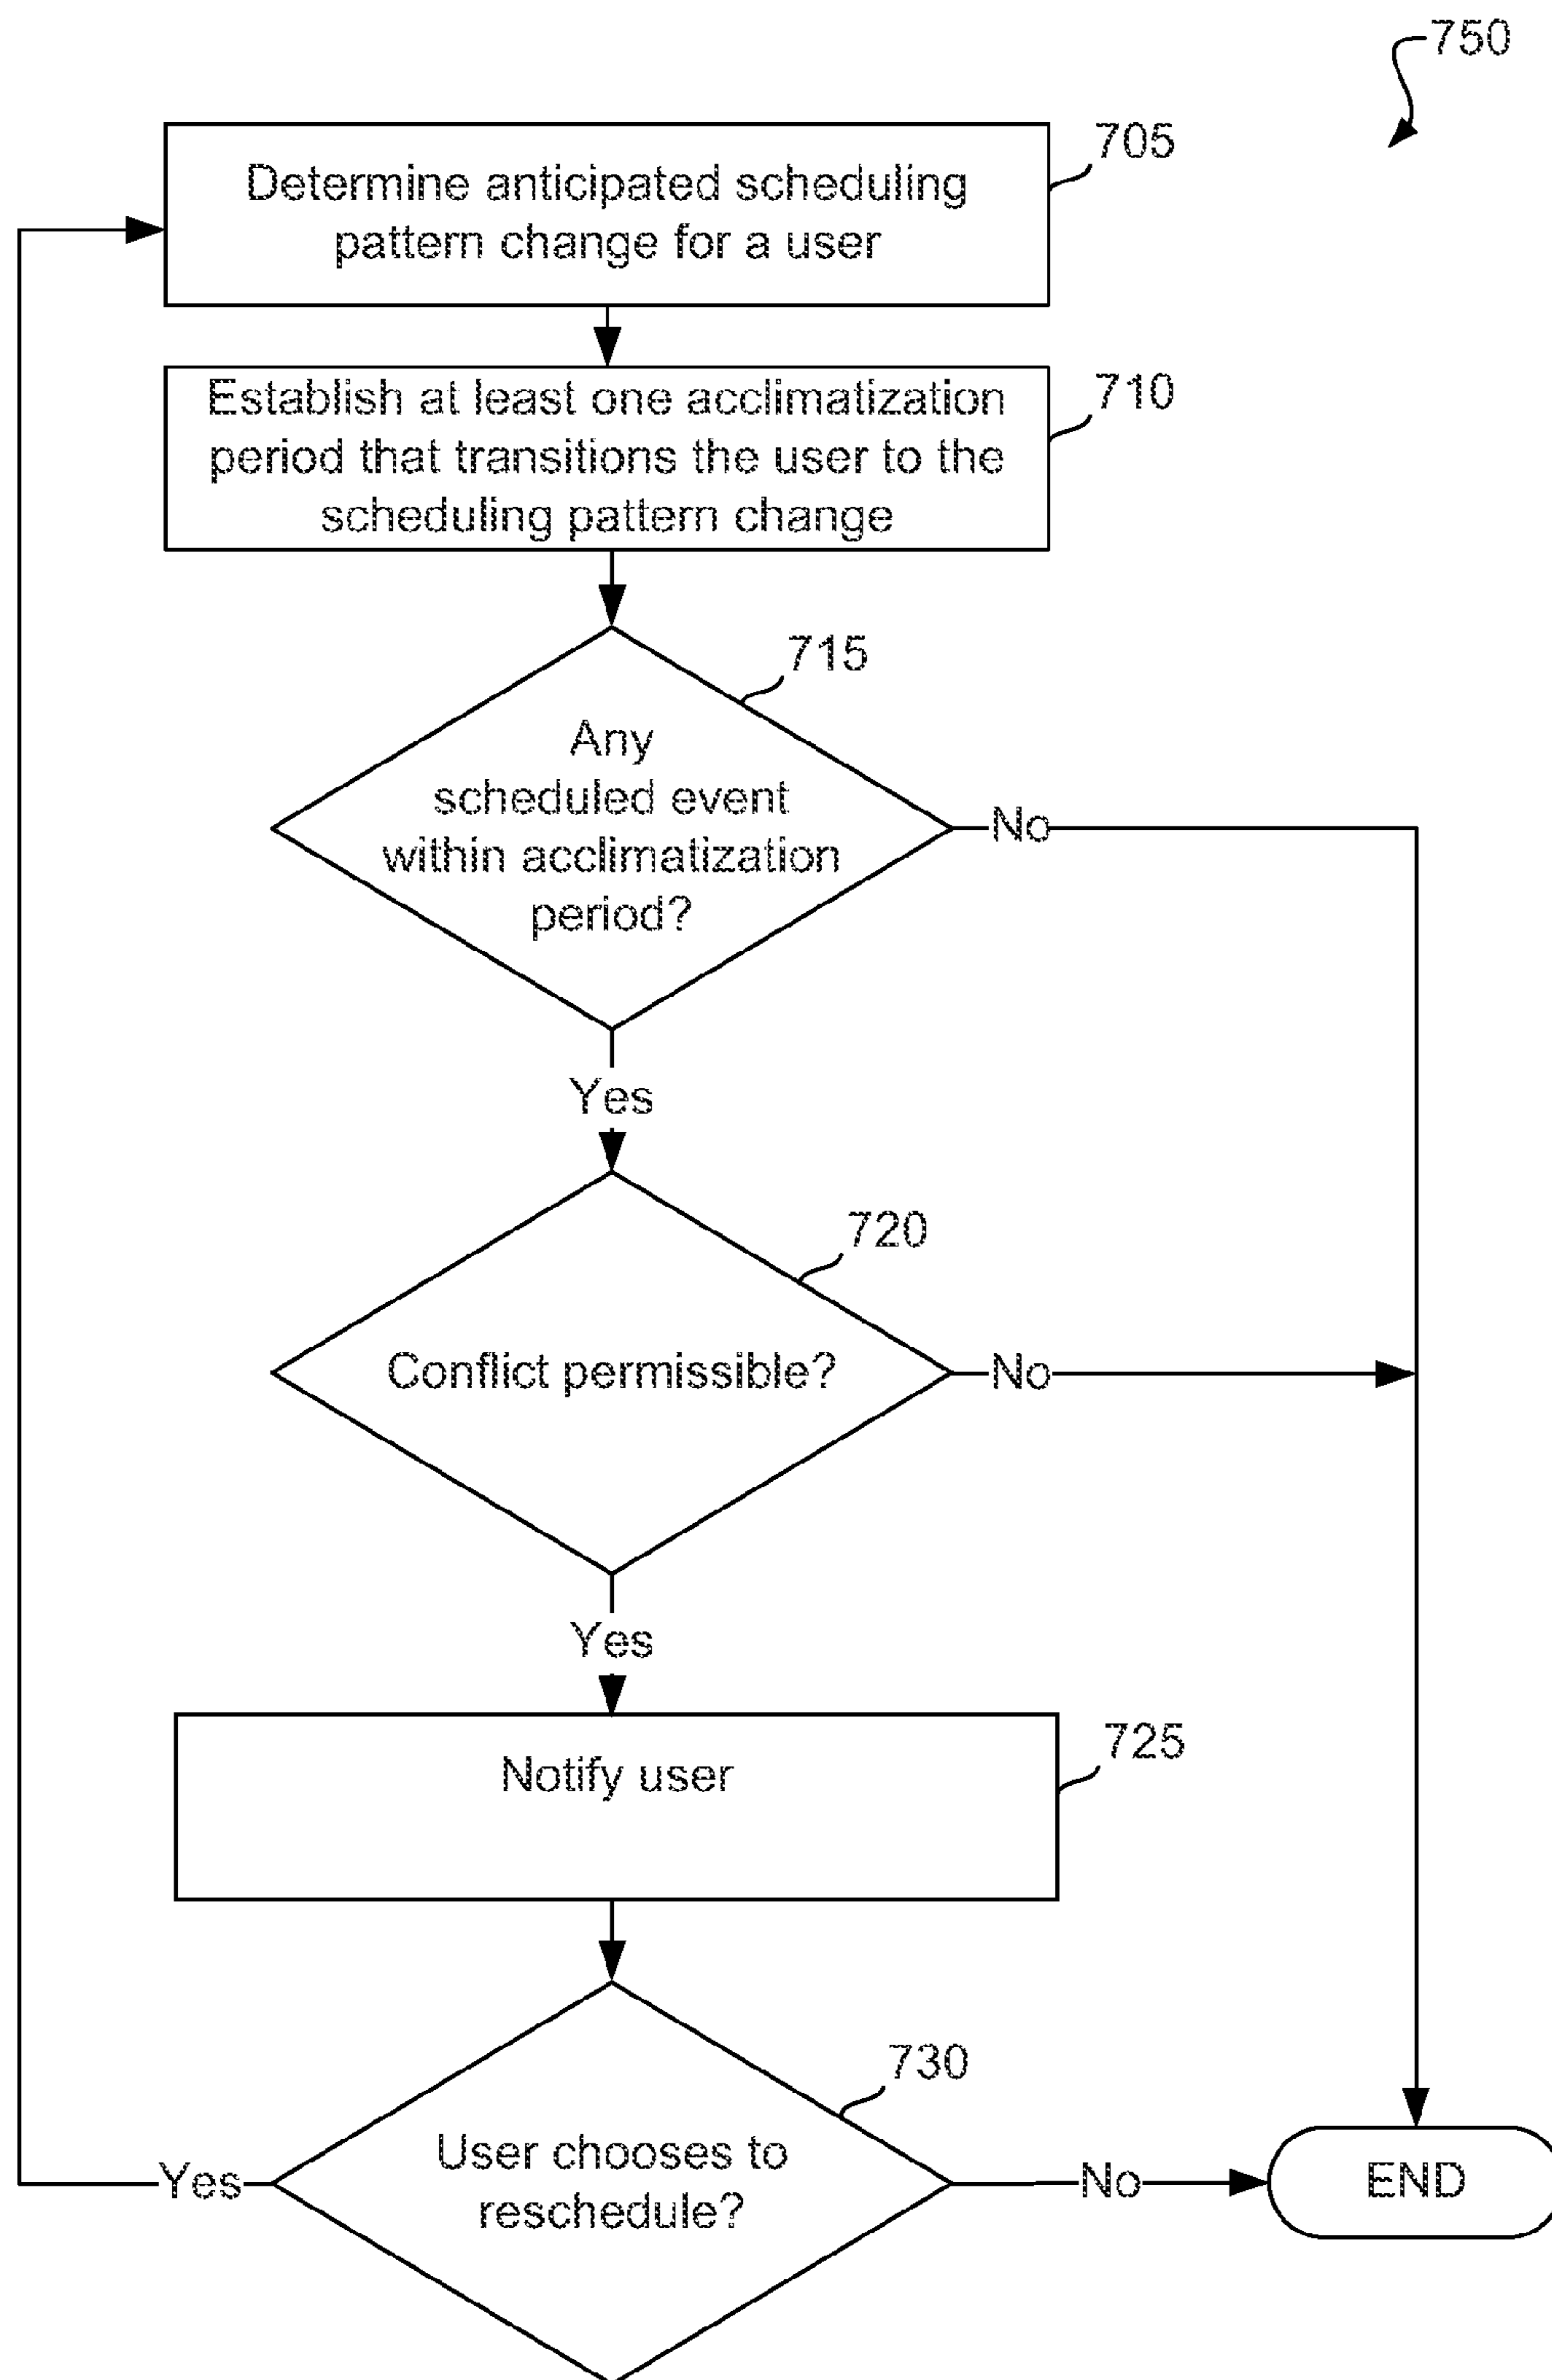 750
705
Determine anticipated scheduling
pattern change for a user
710
Establish at least one acclimatization
period that transitions the user to the
scheduling pattern change
715
Any
scheduled event
within acclimatization
period?
No
Yes
720
Conflict permissible?
No
Yes
725
Notify user
730
User chooses to
reschedule?
Yes
No
END